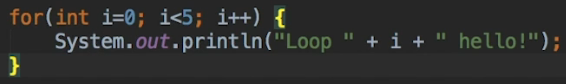 for(int i=0; i<5; i++) {
    System.out.println("Loop " + i + " hello!");
}